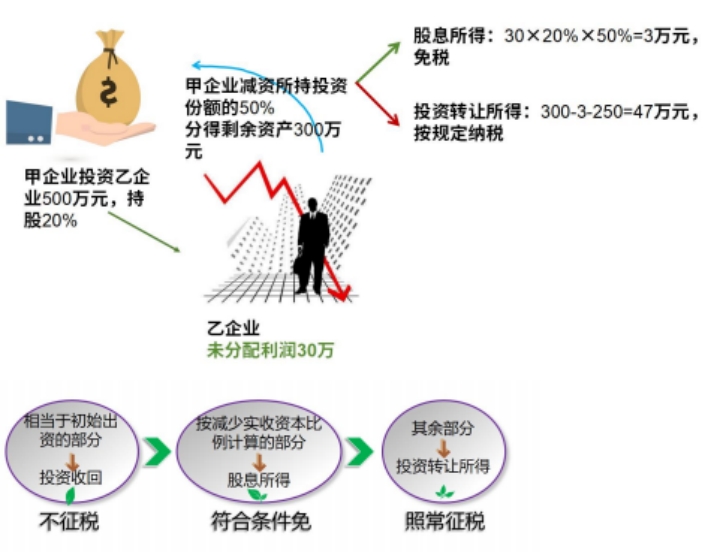 股息所得：30×20%×50%=3万元，
免税
甲企业减资所持投资
份额的50%
分得剩余资产300万
元
投资转让所得：300-3-250=47万元，
按规定纳税
甲企业投资乙企
业500万元，持
股20%
乙企业
未分配利润30万
相当于初始出
资的部分
投资收回
不征税
按减少实收资本比
例计算的部分
股息所得
符合条件免
其余部分
投资转让所得
照常征税